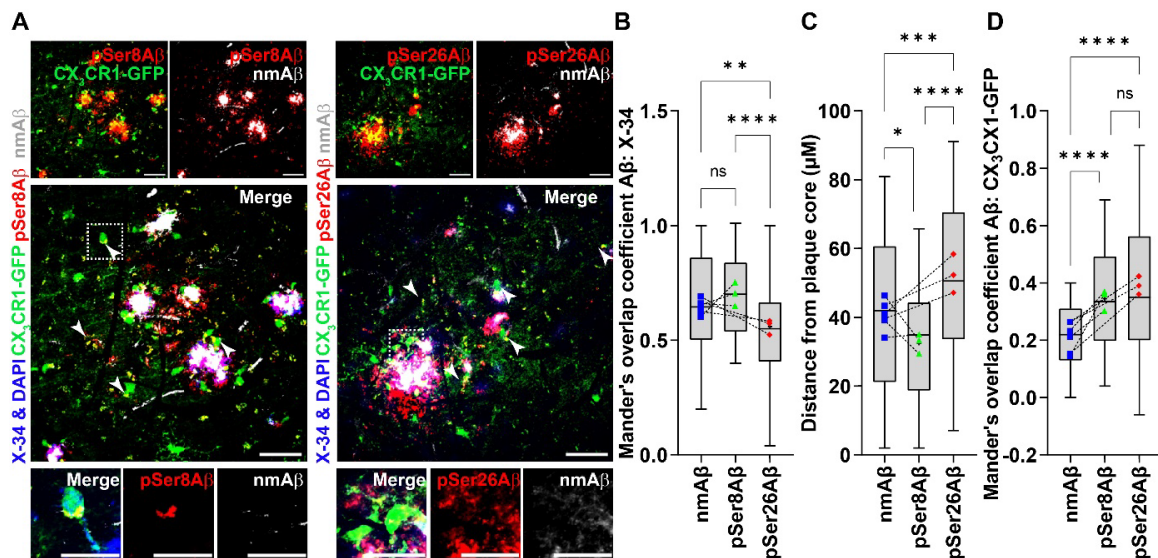 A
pSer8Aβ
CX3CR1-GFP
pSer8Aβ
nmAβ
pSer26Aβ
CX3CR1-GFP
pSer26Aβ
nmAβ
X-34 & DAPI CX3CR1-GFP pSer8Aβ nmAβ
Merge
X-34 & DAPI CX3CR1-GFP pSer26Aβ nmAβ
Merge
Merge
pSer8Aβ
nmAβ
Merge
pSer26Aβ
nmAβ
B
Mander's overlap coefficient Aβ: X-34
1.5
1.0
0.5
0.0
**
****
ns
nmAβ
pSer8Aβ
pSer26Aβ
C
Distance from plaque core (μM)
100
80
60
40
20
0
***
****
*
nmAβ
pSer8Aβ
pSer26Aβ
D
Mander's overlap coefficient Aβ: CX3CX1-GFP
1.0
0.8
0.6
0.4
0.2
0.0
-0.2
****
ns
****
nmAβ
pSer8Aβ
pSer26Aβ